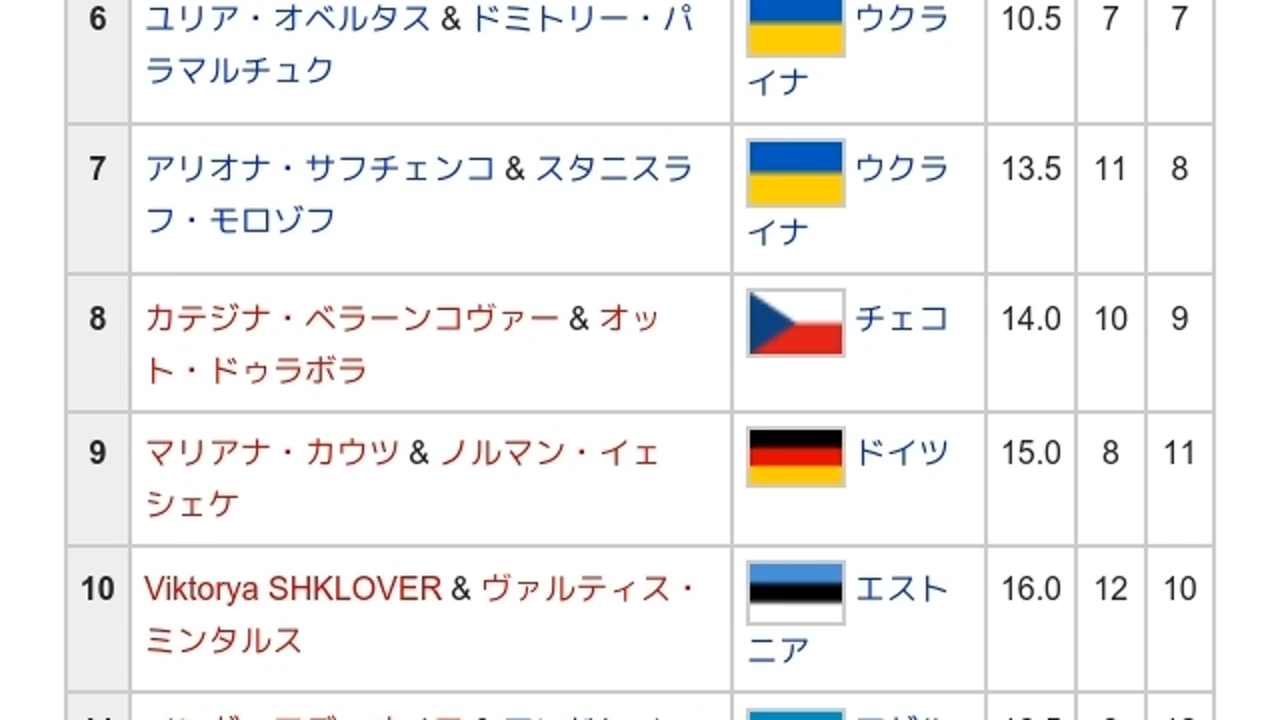 6 ユリア・オベルタス & ドミトリー・パ ウクラ 10.5 7 7
ラマルチュク イナ
7 アリオナ・サフチェンコ & スタニスラ ウクラ 13.5 11 8
フ・モロゾフ イナ
8 カテジナ・ベラーンコヴァー & オッ チェコ 14.0 10 9
ト・ドゥラボラ
9 マリアナ・カウツ & ノルマン・イェ ドイツ 15.0 8 11
シェケ
10 Viktorya SHKLOVER & ヴァルティス・ エスト 16.0 12 10
ミンタルス ニア